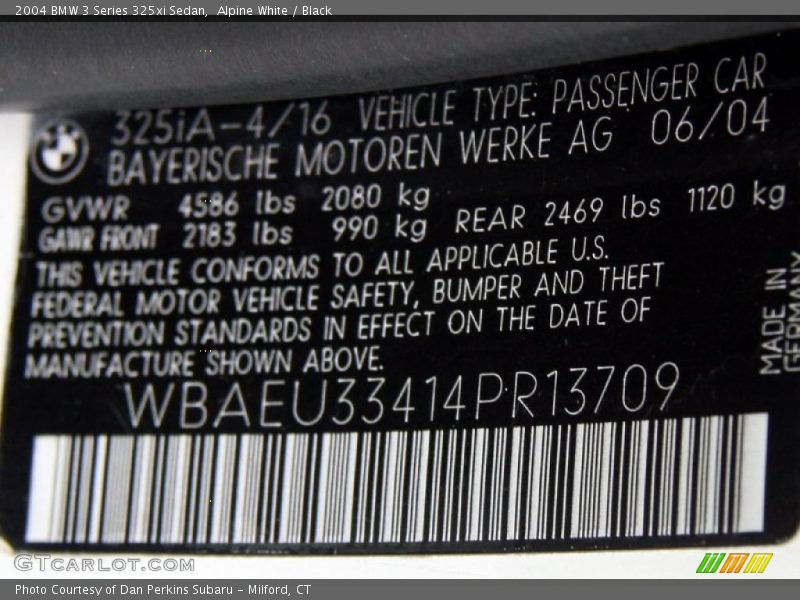 2004 BMW 3 Series 325xi Sedan,  Alpine White / Black
325iA-4/16 VEHICLE TYPE: PASSENGER CAR
BAYERISCHE MOTOREN WERKE AG 06/04
GVWR 4586 lbs 2080 kg
GAWR FRONT 2183 lbs 990 kg REAR 2469 lbs 1120 kg
THIS VEHICLE CONFORMS TO ALL APPLICABLE U.S.
FEDERAL MOTOR VEHICLE SAFETY, BUMPER AND THEFT
PREVENTION STANDARDS IN EFFECT ON THE DATE OF
MANUFACTURE SHOWN ABOVE.
MADE IN
GERMANY
WBAEU33414PR13709
GTCARLOT.COM
Photo Courtesy of Dan Perkins Subaru - Milford, CT